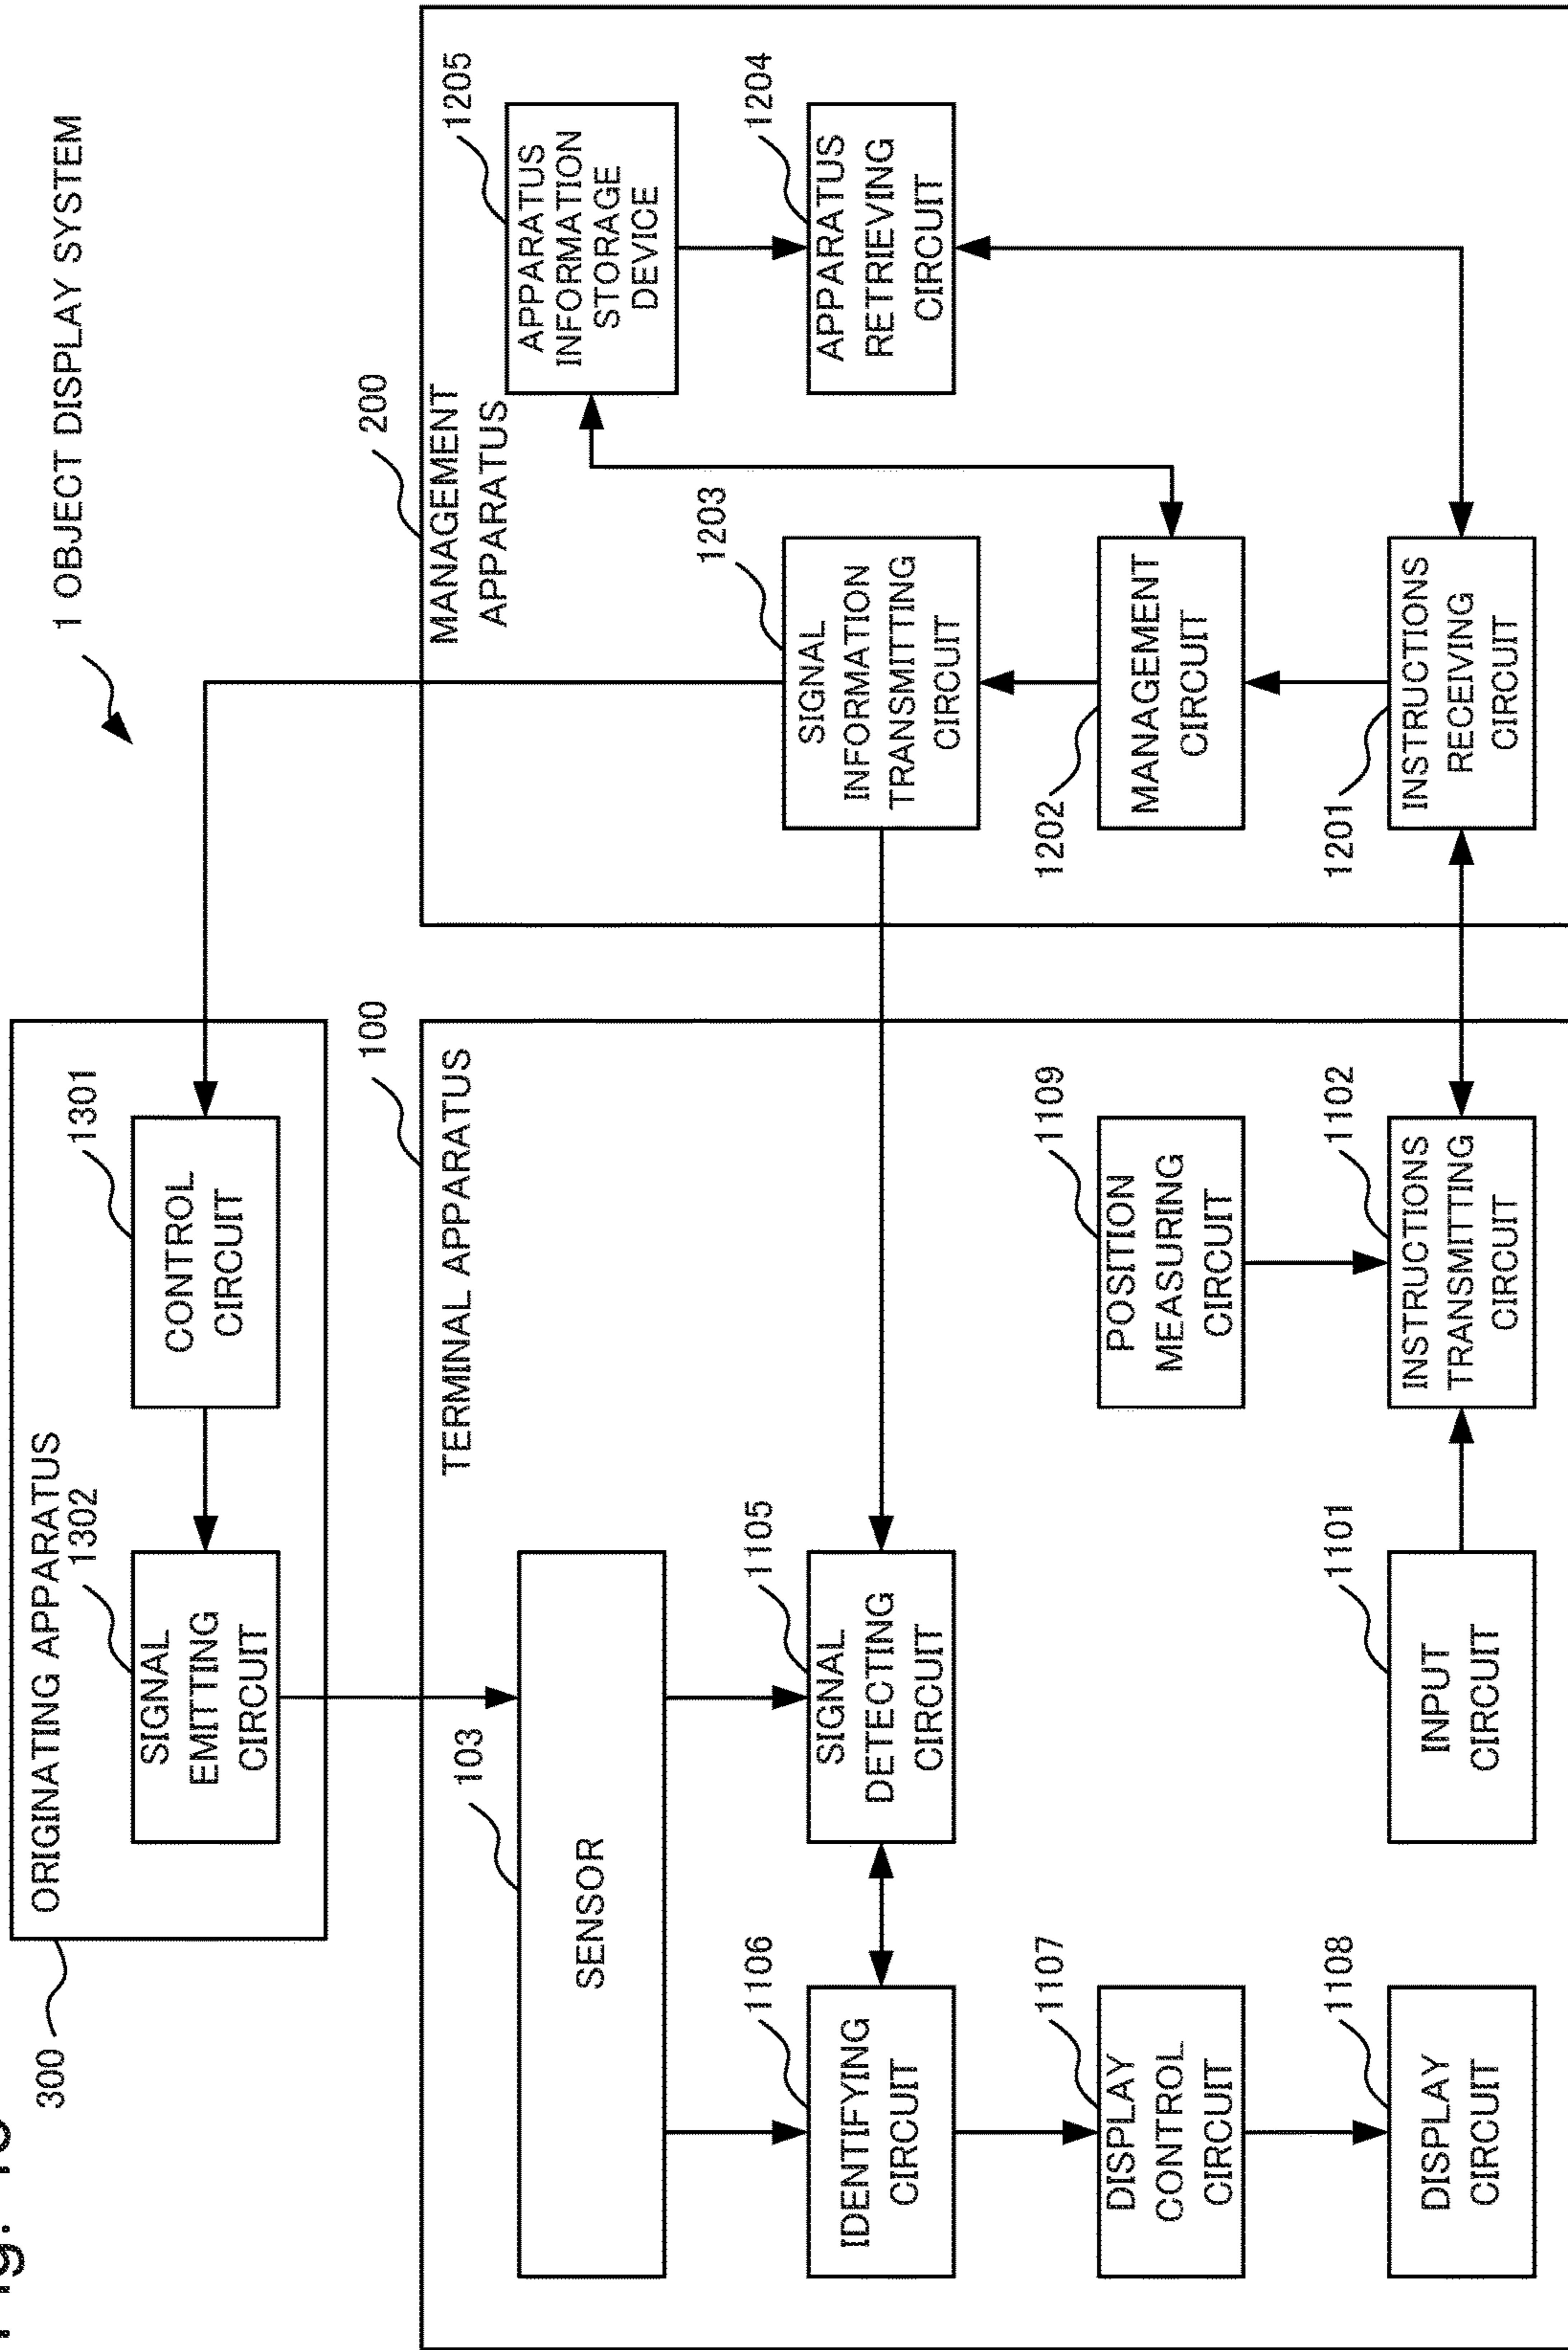 Fig.
1 OBJECT DISPLAY SYSTEM
300
ORIGINATING APPARATUS
1302
1301
SIGNAL
EMITTING
CIRCUIT
CONTROL
CIRCUIT
100
TERMINAL APPARATUS
103
SENSOR
1106
IDENTIFYING
CIRCUIT
1105
SIGNAL
DETECTING
CIRCUIT
1107
DISPLAY
CONTROL
CIRCUIT
1109
POSITION
MEASURING
CIRCUIT
1108
DISPLAY
CIRCUIT
1101
INPUT
CIRCUIT
1102
INSTRUCTIONS
TRANSMITTING
CIRCUIT
200
MANAGEMENT
APPARATUS
1205
APPARATUS
INFORMATION
STORAGE
DEVICE
1203
SIGNAL
INFORMATION
TRANSMITTING
CIRCUIT
1204
APPARATUS
RETRIEVING
CIRCUIT
1202
MANAGEMENT
CIRCUIT
1201
INSTRUCTIONS
RECEIVING
CIRCUIT